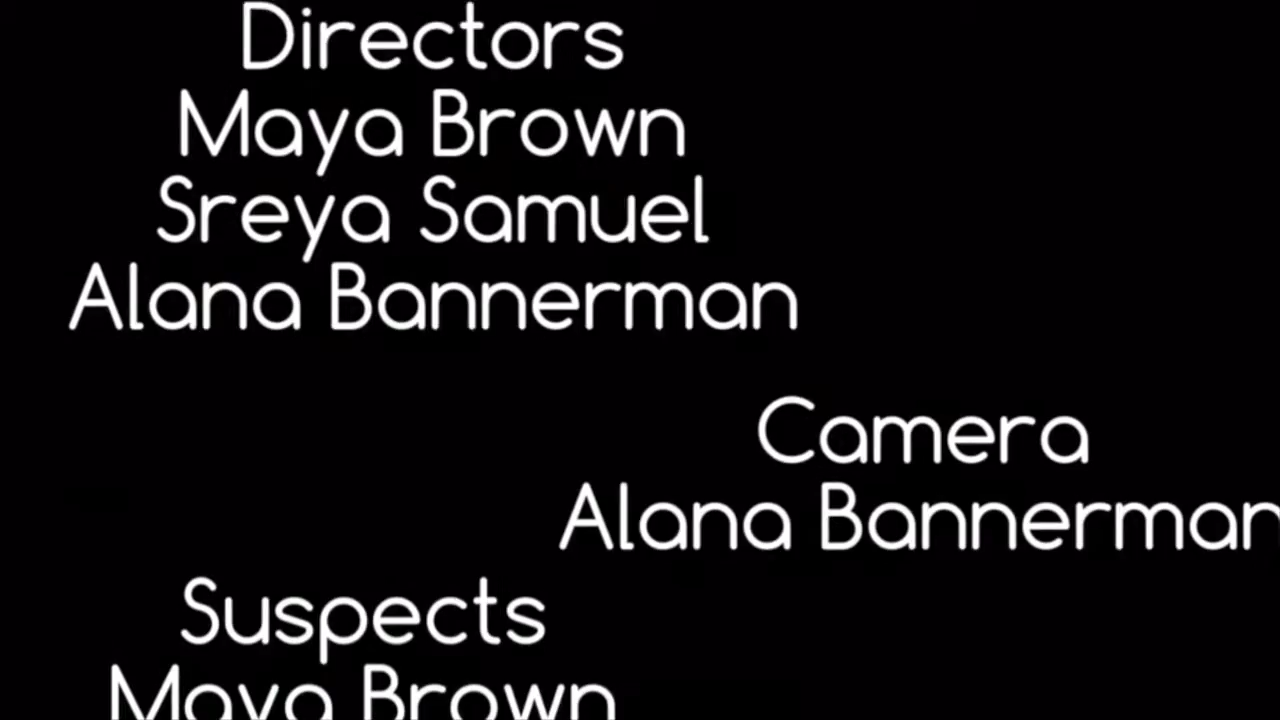 Directors
Maya Brown
Sreya Samuel
Alana Bannerman
Camera
Alana Bannerman
Suspects
Maya Brown